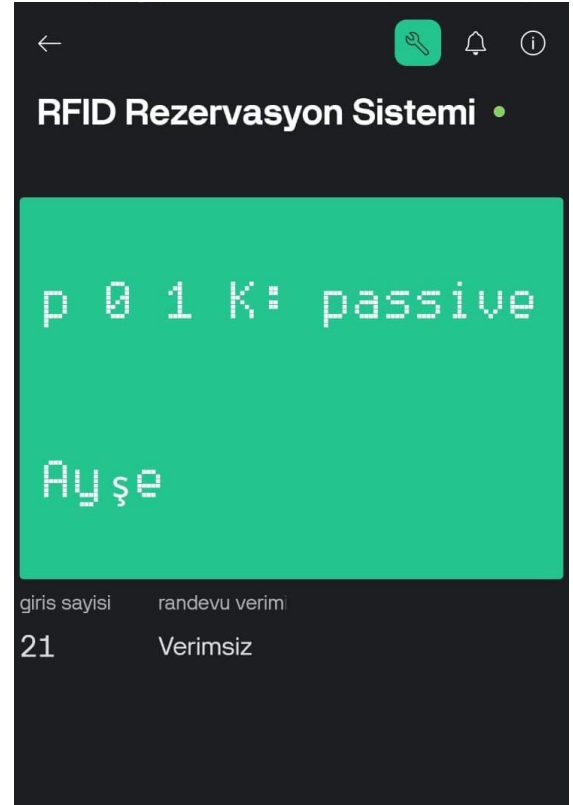 RFID Rezervasyon Sistemi
p 0 1 K: passive
Ayşe
giris sayisi randevu verimi
21 Verimsiz